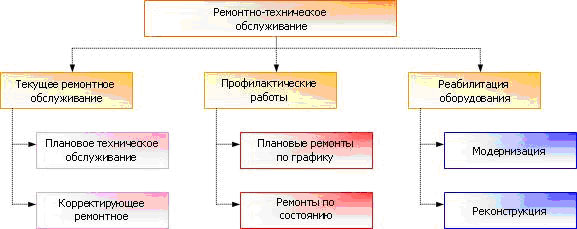 Ремонтно-техническое
обслуживание
Текущее ремонтное
обслуживание
Профилактические
работы
Реабилитация
оборудования
Плановое техническое
обслуживание
Плановые ремонты
по графику
Модернизация
Корректирующее
ремонтное
Ремонты по
состоянию
Реконструкция